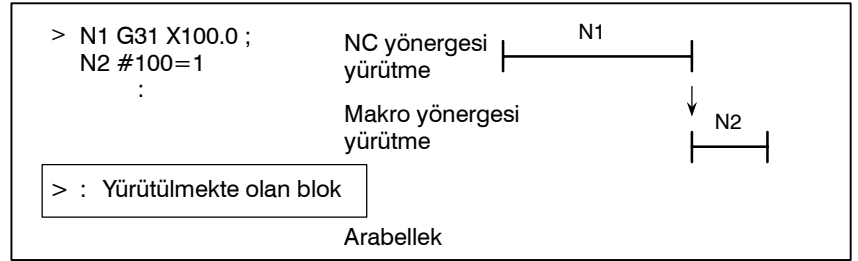 > N1 G31 X100.0 ;
N2 #100=1
:
NC yönergesi
yürütme
N1
Makro yönergesi
yürütme
N2
> : Yürütülmekte olan blok
Arabellek